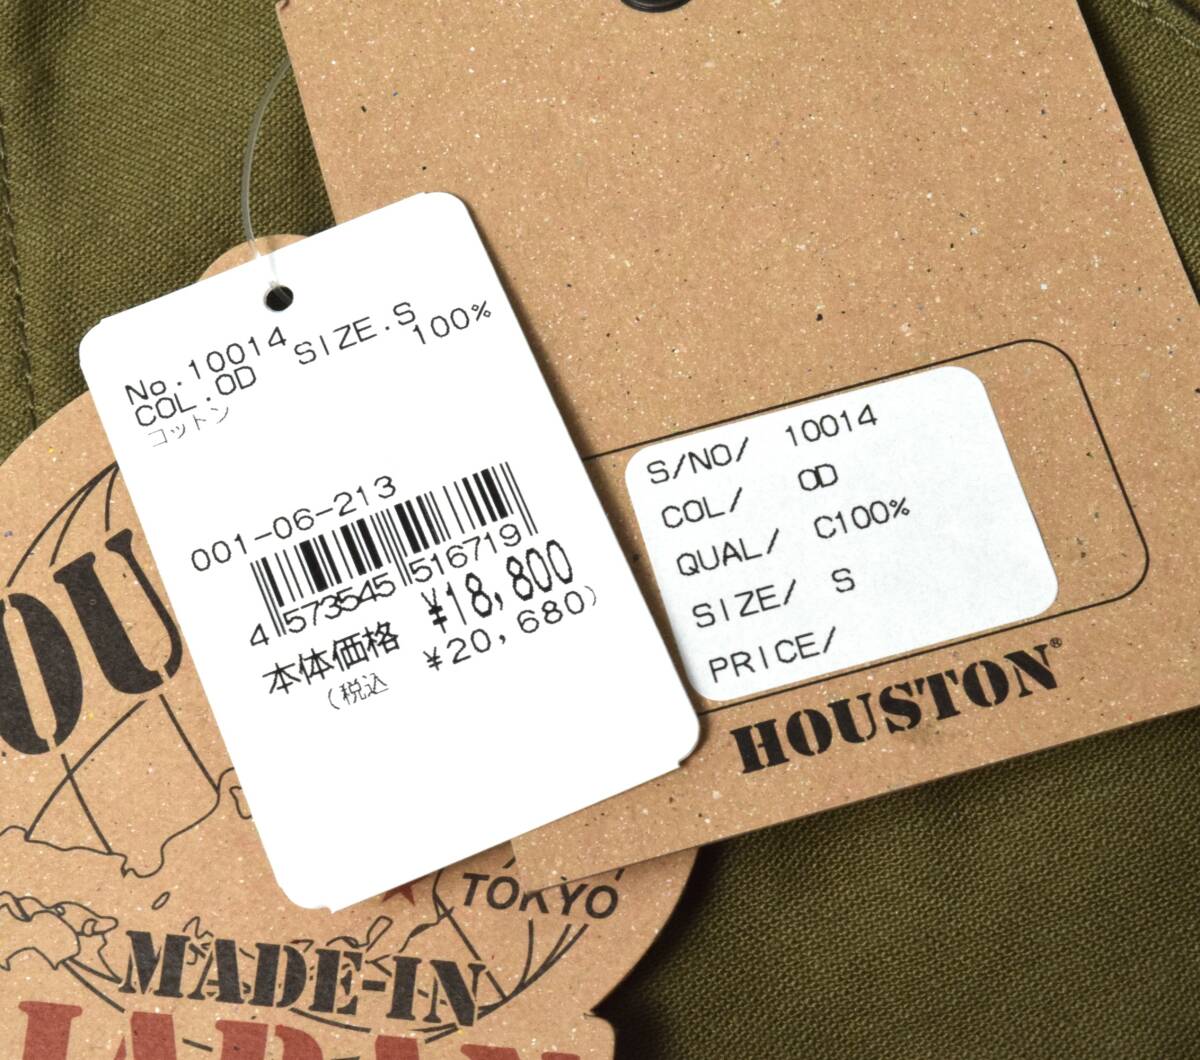 No.10014 SIZE.S
COL.OD 100%
コットン
001-06-213
4 573545 516719
本体価格 ¥18,800
(税込 ¥20,680)
S/NO/ 10014
COL/ OD
QUAL/ C100%
SIZE/ S
PRICE/
HOUSTON®
OU
TOKYO
MADE-IN
JAPAN